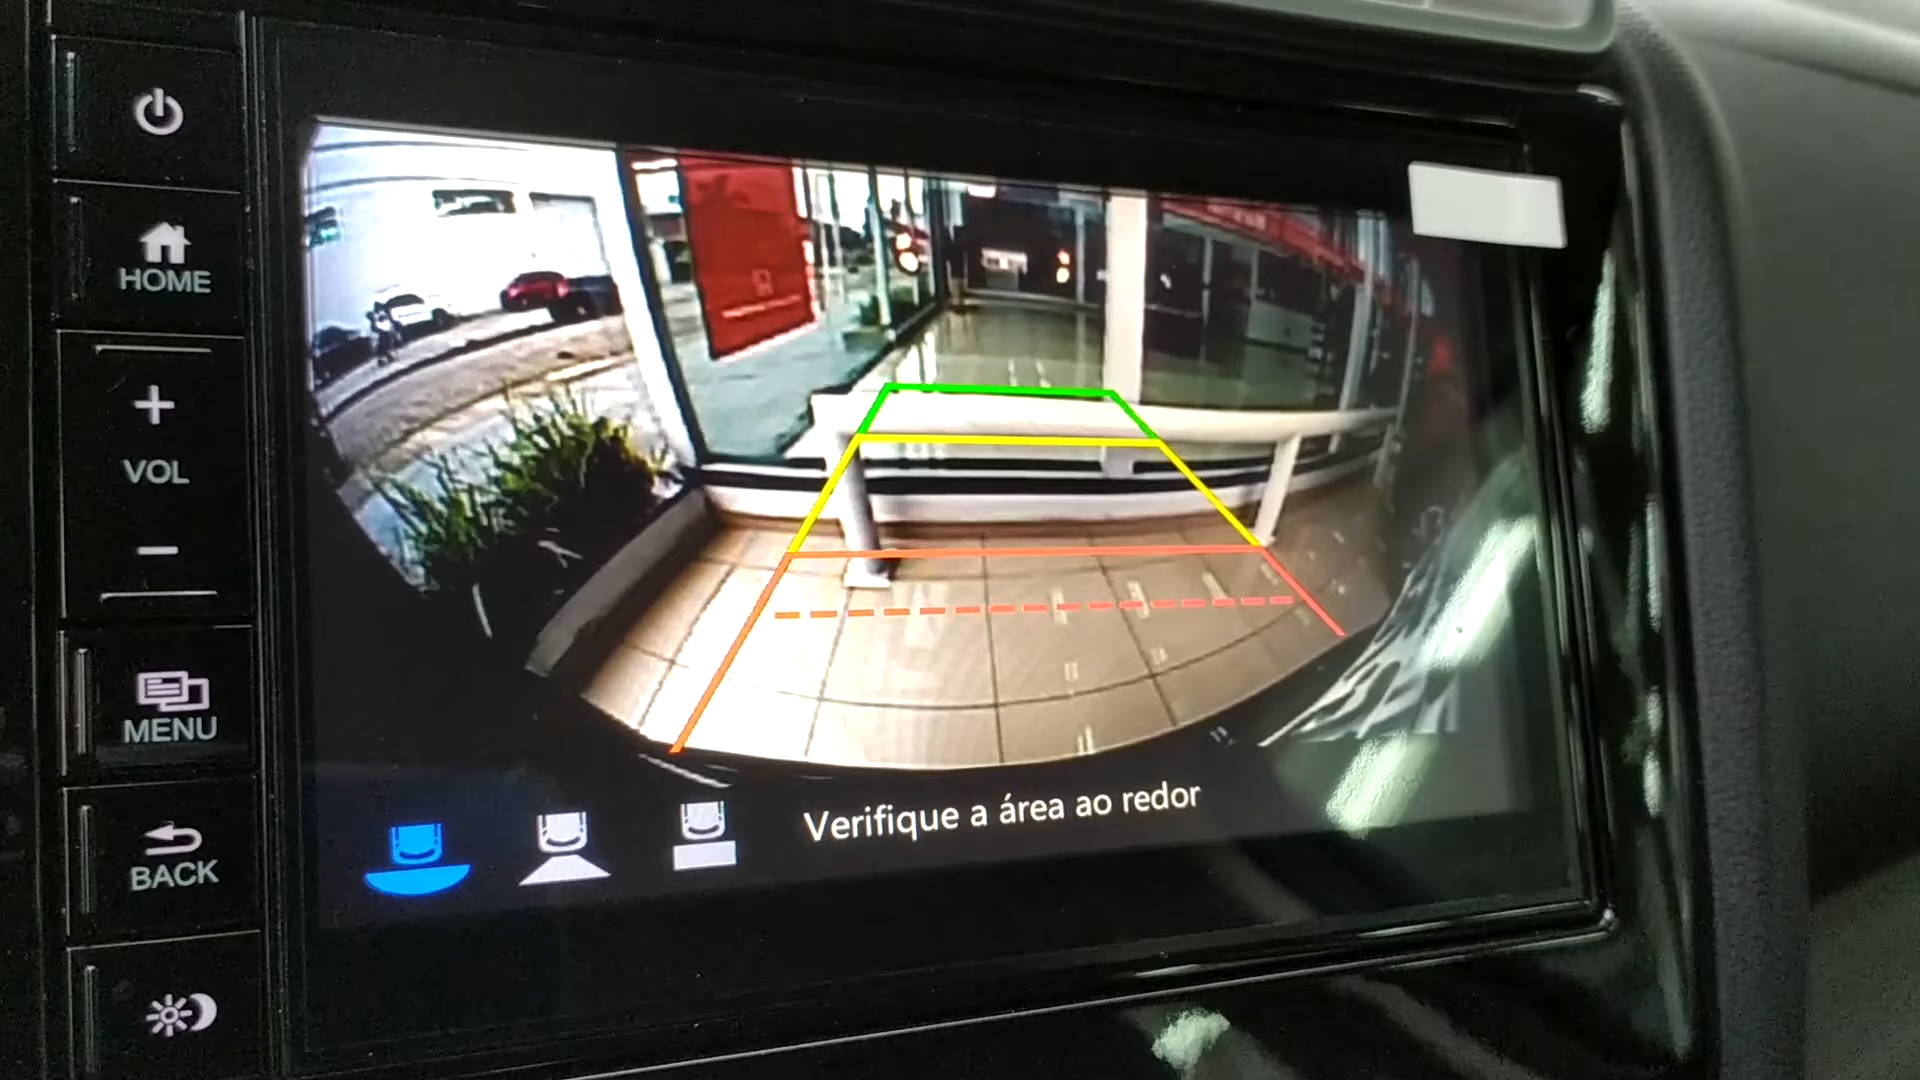 HOME
+
VOL
−
MENU
BACK
Verifique a área ao redor